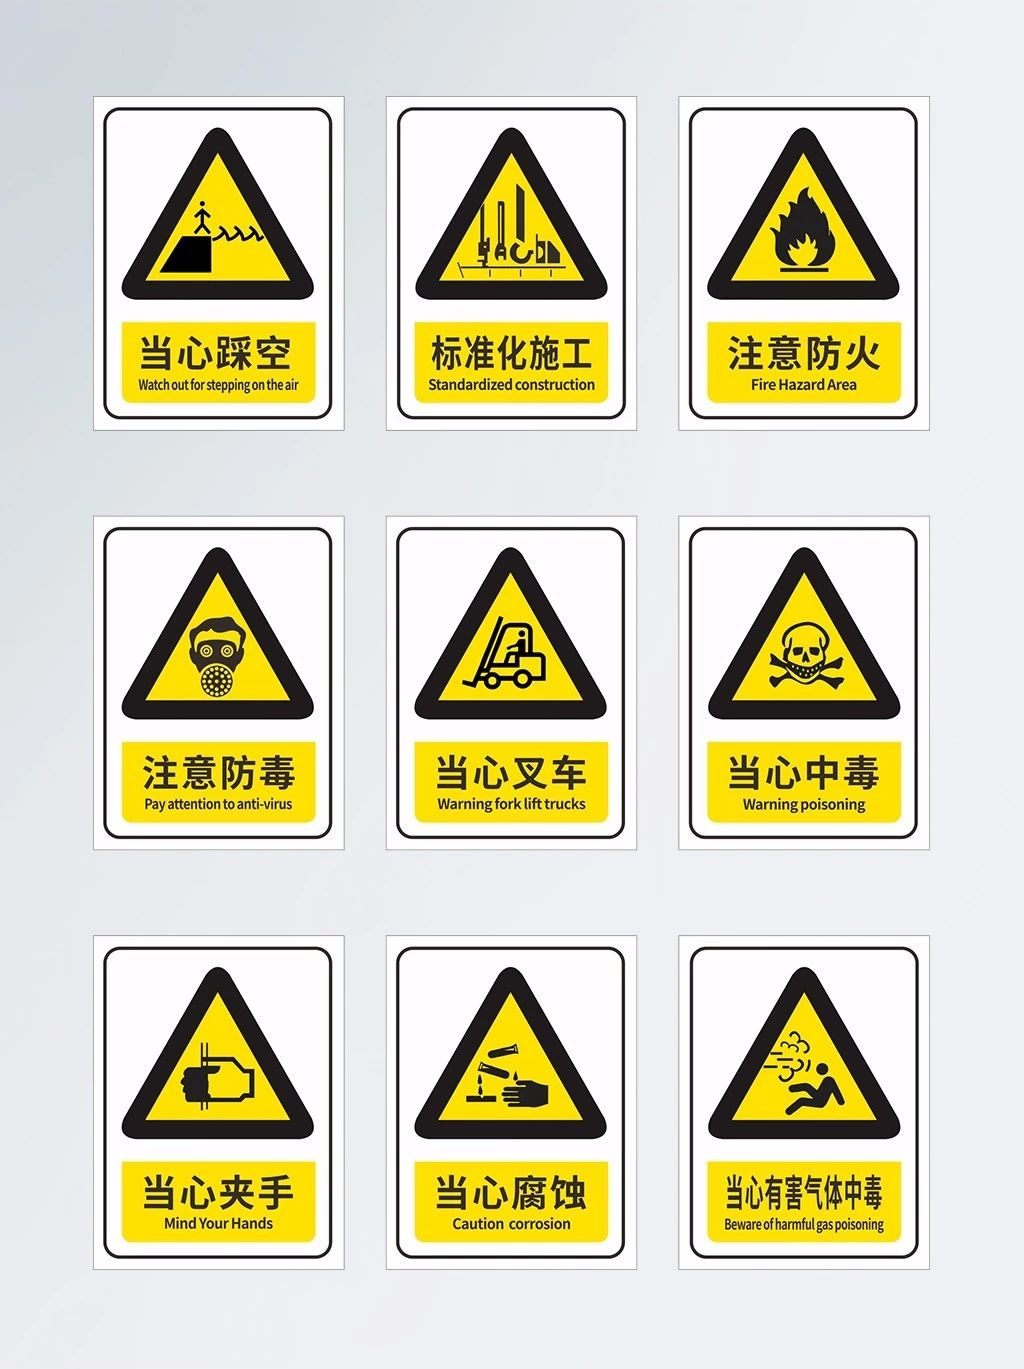 当心踩空
Watch out for stepping on the air
标准化施工
Standardized construction
注意防火
Fire Hazard Area
注意防毒
Pay attention to anti-virus
当心叉车
Warning fork lift trucks
当心中毒
Warning poisoning
当心夹手
Mind Your Hands
当心腐蚀
Caution corrosion
当心有害气体中毒
Beware of harmful gas poisoning